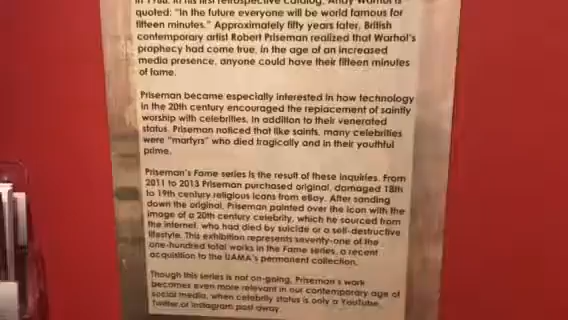 in 1968. In his first retrospective catalog, Andy Warhol is
quoted: "In the future everyone will be world famous for
fifteen minutes." Approximately fifty years later, British
contemporary artist Robert Priseman realized that Warhol's
prophecy had come true, in the age of an increased
media presence, anyone could have their fifteen minutes
of fame.
Priseman became especially interested in how technology
in the 20th century encouraged the replacement of saintly
worship with celebrities. In addition to their venerated
status, Priseman noticed that like saints, many celebrities
were "martyrs" who died tragically and in their youthful
prime.
Priseman's Fame series is the result of these inquiries. From
2011 to 2013 Priseman purchased original, damaged 18th
to 19th century religious icons from eBay. After sanding
down the original, Priseman painted over the icon with the
image of a 20th century celebrity, which he sourced from
the internet, who had died by suicide or a self-destructive
lifestyle. This exhibition represents seventy-one of the
one-hundred total works in the Fame series, a recent
acquisition to the UAMA's permanent collection.
Though this series is not on-going, Priseman's work
becomes even more relevant in our contemporary age of
social media, when celebrity status is only a YouTube,
Twitter or Instagram post away.